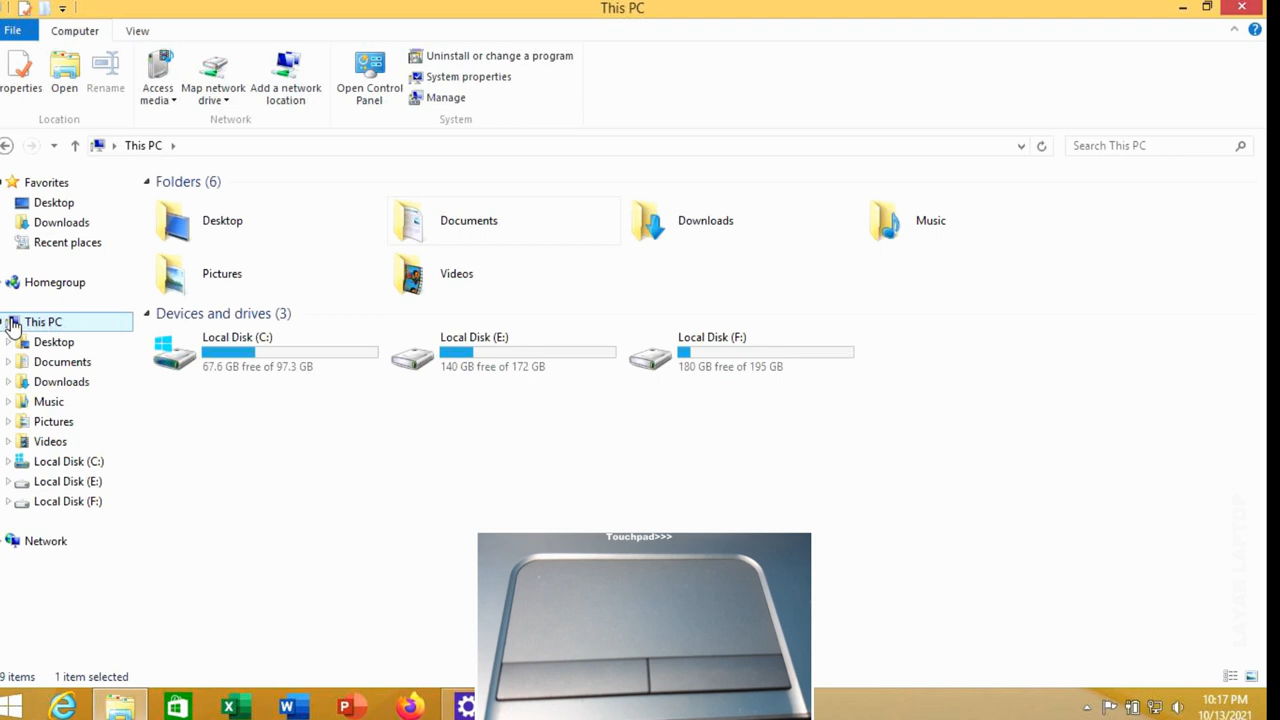 This PC
File
Computer
View
roperties
Open
Rename
Access media
Map network drive
Add a network location
Open Control Panel
Uninstall or change a program
System properties
Manage
Location
Network
System
This PC
Search This PC
Favorites
Desktop
Downloads
Recent places
Homegroup
This PC
Desktop
Documents
Downloads
Music
Pictures
Videos
Local Disk (C:)
Local Disk (E:)
Local Disk (F:)
Network
Folders (6)
Desktop
Documents
Downloads
Music
Pictures
Videos
Devices and drives (3)
Local Disk (C:)
67.6 GB free of 97.3 GB
Local Disk (E:)
140 GB free of 172 GB
Local Disk (F:)
180 GB free of 195 GB
Touchpad>>>
LAYAR LAPTOP
9 items
1 item selected
10:17 PM
10/13/2021